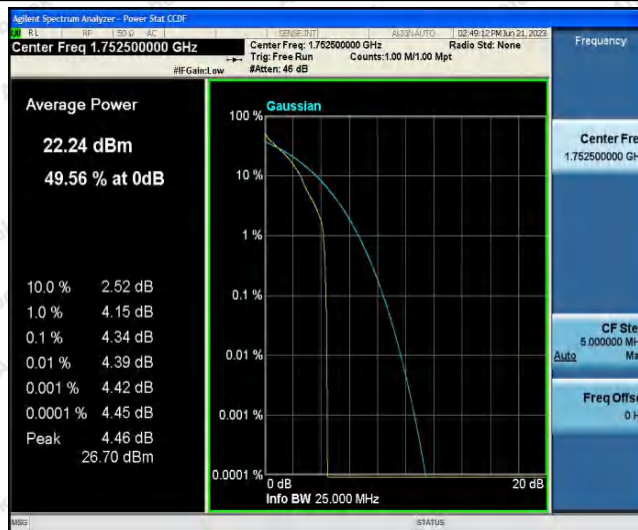 Agilent Spectrum Analyzer - Power Stat CCDF
RL RF 50 Ω AC SENSE:INT ALIGN AUTO 02:49:12 PM Jun 21, 2023
Center Freq 1.752500000 GHz
Center Freq: 1.752500000 GHz Radio Std: None
Trig: Free Run Counts:1.00 M/1.00 Mpt
#IFGain:Low #Atten: 46 dB
Frequency
Average Power
22.24 dBm
49.56 % at 0dB
10.0 % 2.52 dB
1.0 % 4.15 dB
0.1 % 4.34 dB
0.01 % 4.39 dB
0.001 % 4.42 dB
0.0001 % 4.45 dB
Peak 4.46 dB
26.70 dBm
Gaussian
100 %
10 %
1 %
0.1 %
0.01 %
0.001 %
0.0001 %
0 dB 20 dB
Info BW 25.000 MHz
Center Fre
1.752500000 GH
CF Ste
5.000000 MH
Auto Ma
Freq Offse
0 H
MSG STATUS